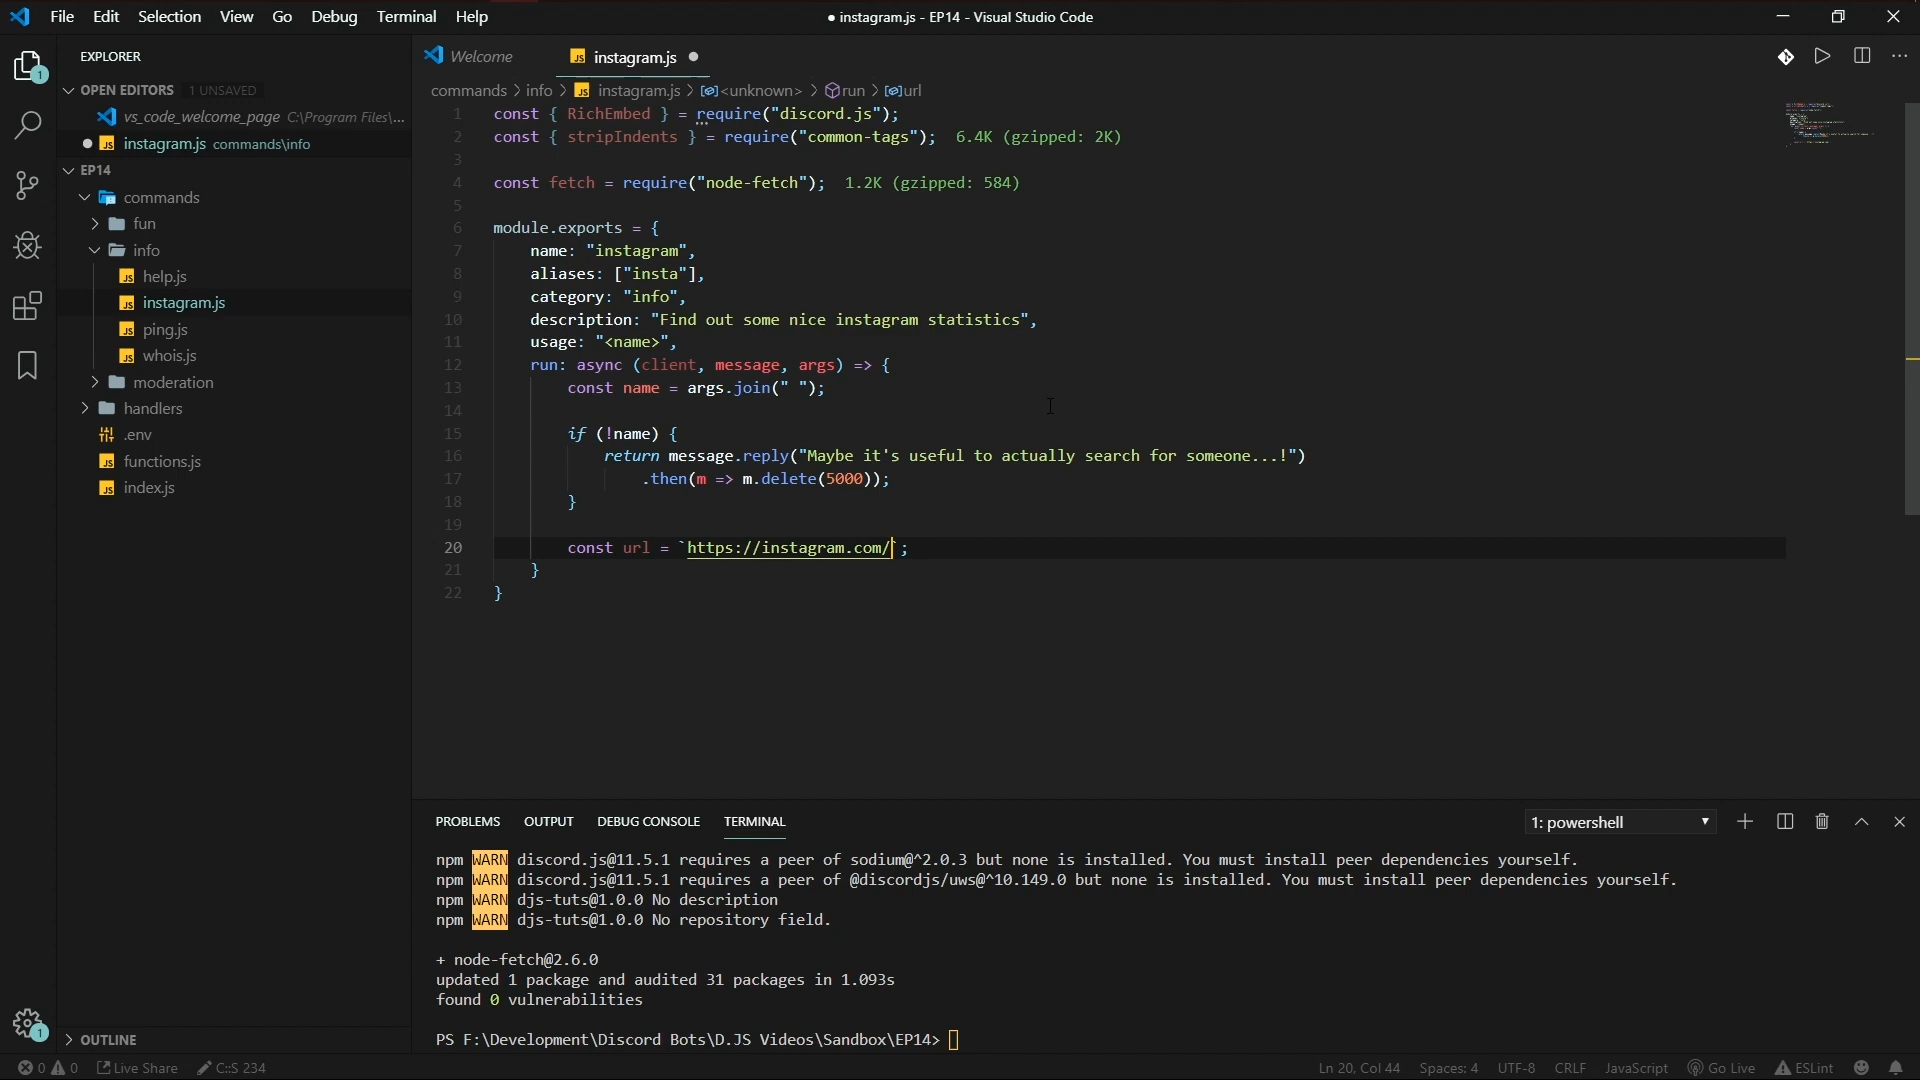 File Edit Selection View Go Debug Terminal Help
● instagram.js - EP14 - Visual Studio Code
EXPLORER
OPEN EDITORS 1 UNSAVED
vs_code_welcome_page C:\Program Files\...
● JS instagram.js commands\info
EP14
commands
fun
info
JS help.js
JS instagram.js
JS ping.js
JS whois.js
moderation
handlers
.env
JS functions.js
JS index.js
OUTLINE
1
1
Welcome
JS instagram.js ●
commands > info > JS instagram.js > <unknown> > run > url
1 const { RichEmbed } = require("discord.js");
2 const { stripIndents } = require("common-tags"); 6.4K (gzipped: 2K)
3
4 const fetch = require("node-fetch"); 1.2K (gzipped: 584)
5
6 module.exports = {
7 name: "instagram",
8 aliases: ["insta"],
9 category: "info",
10 description: "Find out some nice instagram statistics",
11 usage: "<name>",
12 run: async (client, message, args) => {
13 const name = args.join(" ");
14
15 if (!name) {
16 return message.reply("Maybe it's useful to actually search for someone...!")
17 .then(m => m.delete(5000));
18 }
19
20 const url = `https://instagram.com/`;
21 }
22 }
PROBLEMS OUTPUT DEBUG CONSOLE TERMINAL
1: powershell
npm WARN discord.js@11.5.1 requires a peer of sodium@^2.0.3 but none is installed. You must install peer dependencies yourself.
npm WARN discord.js@11.5.1 requires a peer of @discordjs/uws@^10.149.0 but none is installed. You must install peer dependencies yourself.
npm WARN djs-tuts@1.0.0 No description
npm WARN djs-tuts@1.0.0 No repository field.
+ node-fetch@2.6.0
updated 1 package and audited 31 packages in 1.093s
found 0 vulnerabilities
PS F:\Development\Discord Bots\D.JS Videos\Sandbox\EP14>
0 0 Live Share C::S 234
Ln 20, Col 44 Spaces: 4 UTF-8 CRLF JavaScript Go Live ESLint